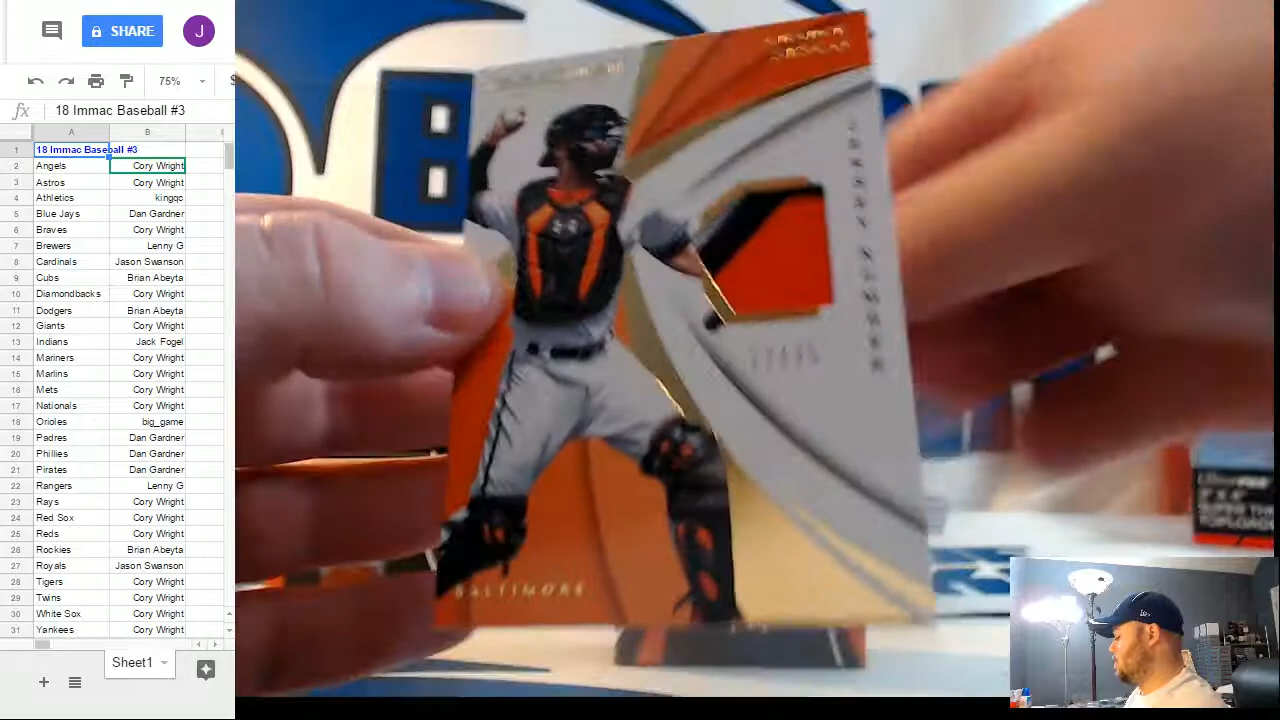 SHARE
J
75%
$
fx
18 Immac Baseball #3
A
B
1
18 Immac Baseball #3
2
Angels
Cory Wright
3
Astros
Cory Wright
4
Athletics
kingqc
5
Blue Jays
Dan Gardner
6
Braves
Cory Wright
7
Brewers
Lenny G
8
Cardinals
Jason Swanson
9
Cubs
Brian Abeyta
10
Diamondbacks
Cory Wright
11
Dodgers
Brian Abeyta
12
Giants
Cory Wright
13
Indians
Jack Fogel
14
Mariners
Cory Wright
15
Marlins
Cory Wright
16
Mets
Cory Wright
17
Nationals
Cory Wright
18
Orioles
big_game
19
Padres
Dan Gardner
20
Phillies
Dan Gardner
21
Pirates
Dan Gardner
22
Rangers
Lenny G
23
Rays
Cory Wright
24
Red Sox
Cory Wright
25
Reds
Cory Wright
26
Rockies
Brian Abeyta
27
Royals
Jason Swanson
28
Tigers
Cory Wright
29
Twins
Cory Wright
30
White Sox
Cory Wright
31
Yankees
Cory Wright
Sheet1
JERSEY NUMBER
BALTIMORE
TOPLOADER